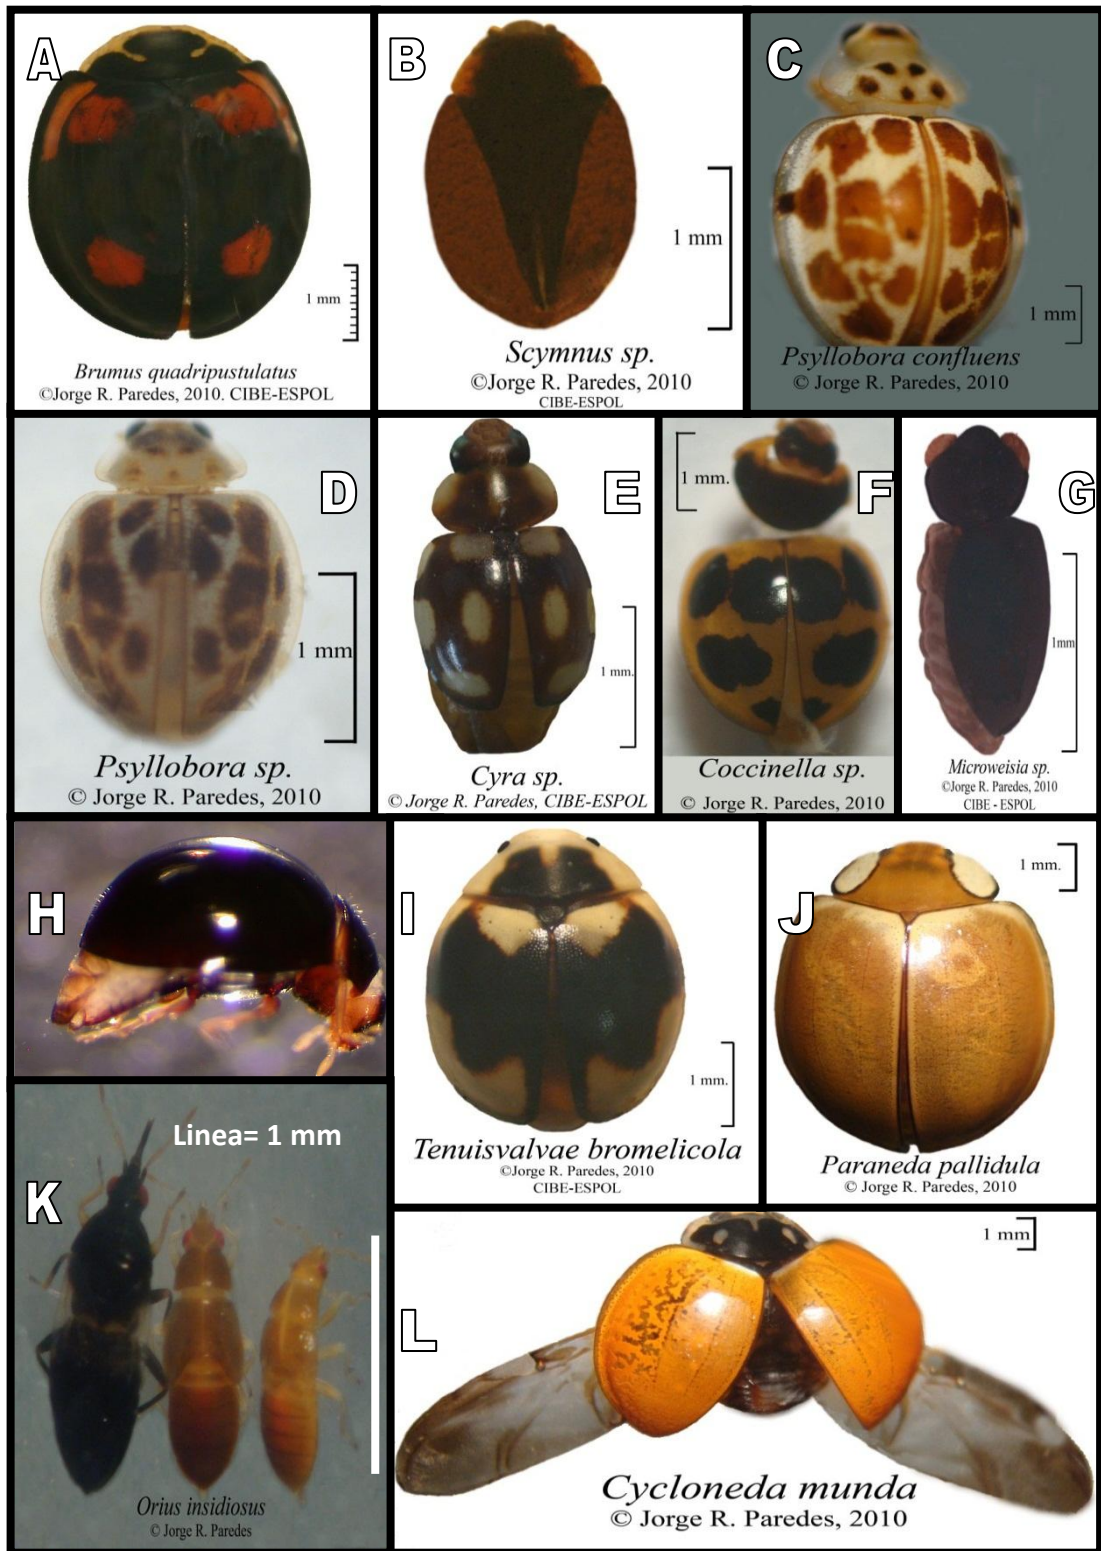 A
1 mm
Brumus quadripustulatus
©Jorge R. Paredes, 2010. CIBE-ESPOL
B
1 mm
Scymnus sp.
©Jorge R. Paredes, 2010
CIBE-ESPOL
C
1 mm
Psyllobora confluens
© Jorge R. Paredes, 2010
D
1 mm
Psyllobora sp.
© Jorge R. Paredes, 2010
E
1 mm.
Cyra sp.
© Jorge R. Paredes, CIBE-ESPOL
F
1 mm.
Coccinella sp.
© Jorge R. Paredes, 2010
G
1mm
Microweisia sp.
©Jorge R. Paredes, 2010
CIBE - ESPOL
H
I
1 mm.
Tenuisvalvae bromelicola
©Jorge R. Paredes, 2010
CIBE-ESPOL
J
1 mm.
Paraneda pallidula
© Jorge R. Paredes, 2010
K
Linea= 1 mm
Orius insidiosus
© Jorge R. Paredes
L
1 mm
Cycloneda munda
© Jorge R. Paredes, 2010